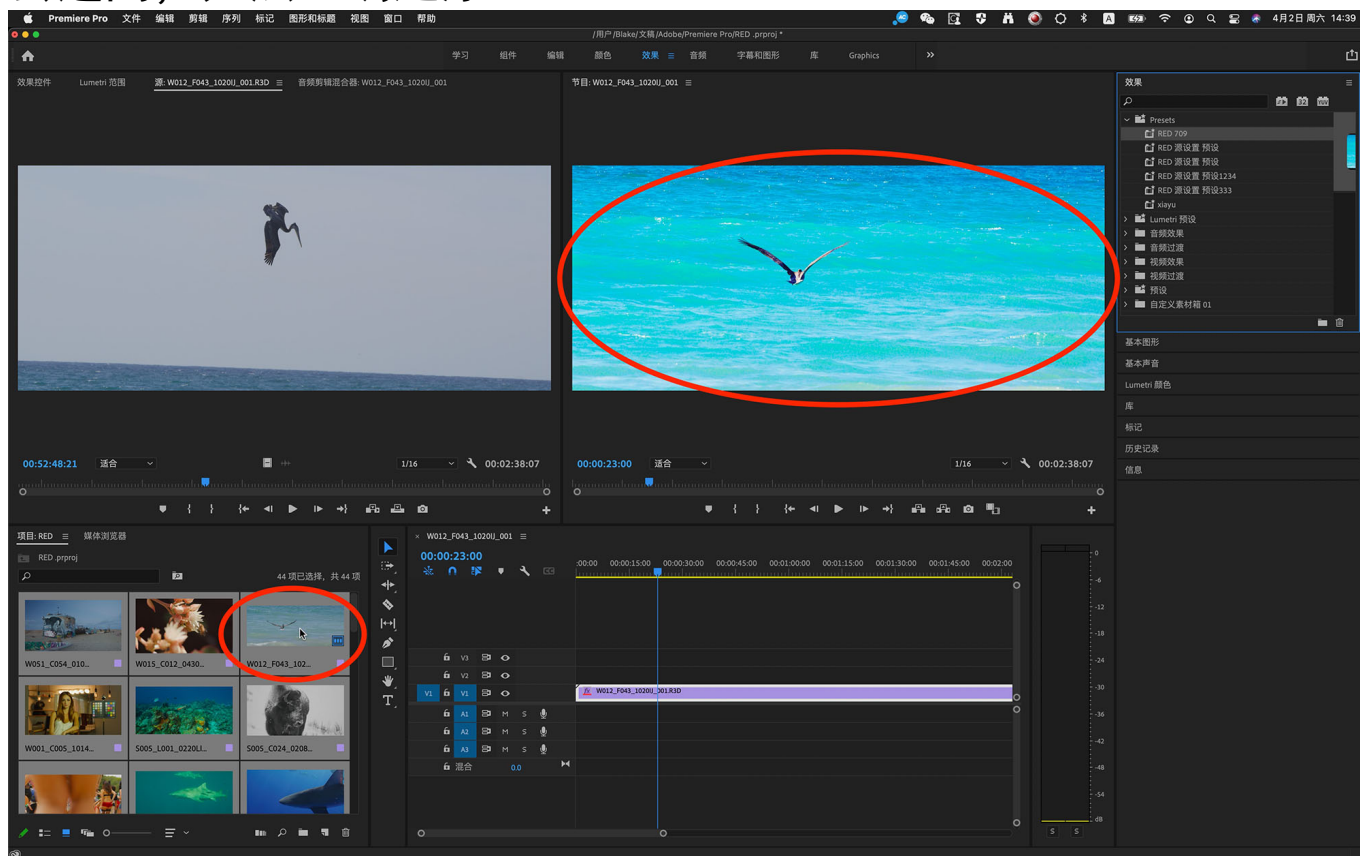 Premiere Pro 文件 编辑 剪辑 序列 标记 图形和标题 视图 窗口 帮助 4月2日 周六 14:39
/用户/Blake/文稿/Adobe/Premiere Pro/RED .prproj *
学习 组件 编辑 颜色 效果 音频 字幕和图形 库 Graphics
效果控件 Lumetri 范围 源: W012_F043_1020IJ_001.R3D 音频剪辑混合器: W012_F043_1020IJ_001
节目: W012_F043_1020IJ_001
效果
Presets
RED 709
RED 源设置 预设
RED 源设置 预设
RED 源设置 预设1234
RED 源设置 预设333
xiayu
Lumetri 预设
音频效果
音频过渡
视频效果
视频过渡
预设
自定义素材箱 01
基本图形
基本声音
Lumetri 颜色
库
标记
历史记录
信息
00:52:48:21 适合 1/16 00:02:38:07
00:00:23:00 适合 1/16 00:02:38:07
项目: RED 媒体浏览器
RED .prproj
44 项已选择, 共 44 项
W051_C054_010... W015_C012_0430... W012_F043_102...
W001_C005_1014... S005_L001_0220LI... S005_C024_0208...
× W012_F043_1020IJ_001
00:00:23:00
:00:00 00:00:15:00 00:00:30:00 00:00:45:00 00:01:00:00 00:01:15:00 00:01:30:00 00:01:45:00 00:02:00
V3
V2
V1 V1 fx W012_F043_1020IJ_001.R3D
A1 M S
A2 M S
A3 M S
混合 0.0
0
-6
-12
-18
-24
-30
-36
-42
-48
-54
dB
S S